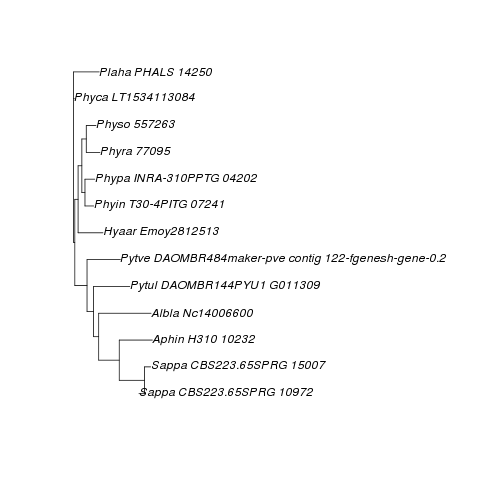 Plaha PHALS 14250
Phyca LT1534113084
Physo 557263
Phyra 77095
Phypa INRA-310PPTG 04202
Phyin T30-4PITG 07241
Hyaar Emoy2812513
Pytve DAOMBR484maker-pve contig 122-fgenesh-gene-0.2
Pytul DAOMBR144PYU1 G011309
Albla Nc14006600
Aphin H310 10232
Sappa CBS223.65SPRG 15007
Sappa CBS223.65SPRG 10972